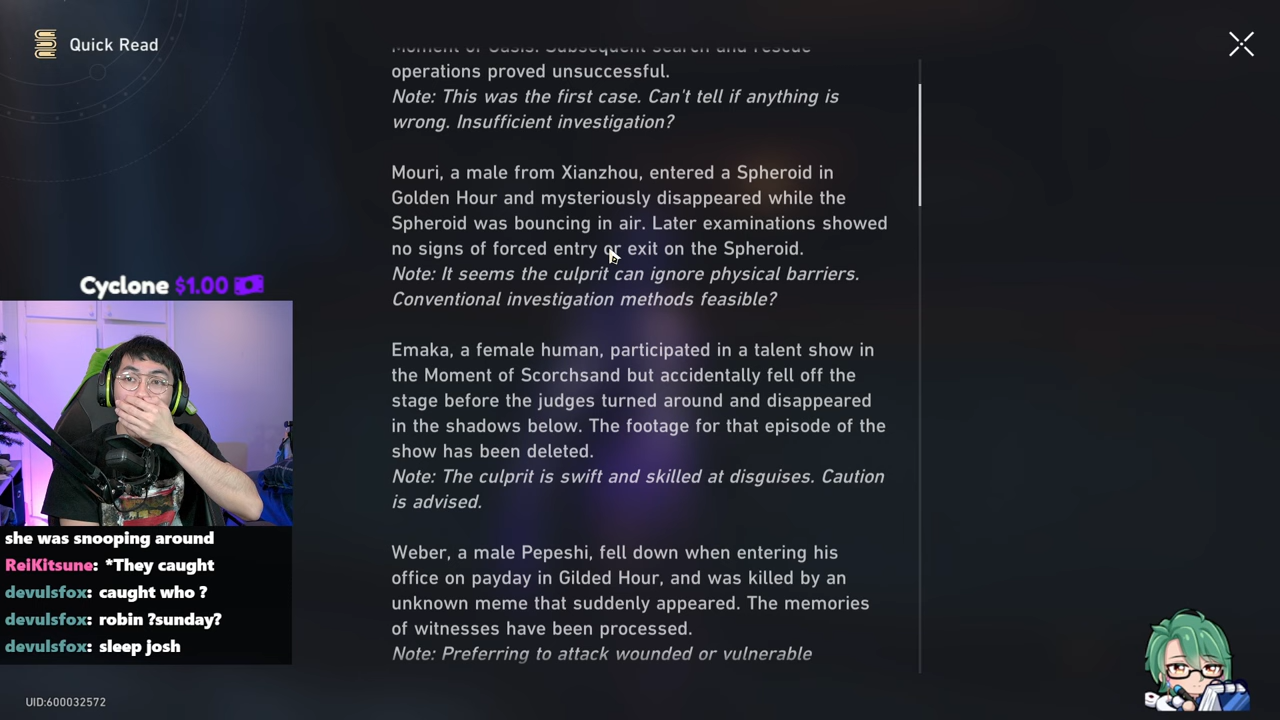 Quick Read
Moment of Oasis. Subsequent search and rescue
operations proved unsuccessful.
Note: This was the first case. Can't tell if anything is
wrong. Insufficient investigation?
Mouri, a male from Xianzhou, entered a Spheroid in
Golden Hour and mysteriously disappeared while the
Spheroid was bouncing in air. Later examinations showed
no signs of forced entry or exit on the Spheroid.
Note: It seems the culprit can ignore physical barriers.
Conventional investigation methods feasible?
Emaka, a female human, participated in a talent show in
the Moment of Scorchsand but accidentally fell off the
stage before the judges turned around and disappeared
in the shadows below. The footage for that episode of the
show has been deleted.
Note: The culprit is swift and skilled at disguises. Caution
is advised.
Weber, a male Pepeshi, fell down when entering his
office on payday in Gilded Hour, and was killed by an
unknown meme that suddenly appeared. The memories
of witnesses have been processed.
Note: Preferring to attack wounded or vulnerable
Cyclone $1.00
she was snooping around
ReiKitsune: *They caught
devulsfox: caught who ?
devulsfox: robin ?sunday?
devulsfox: sleep josh
UID:600032572